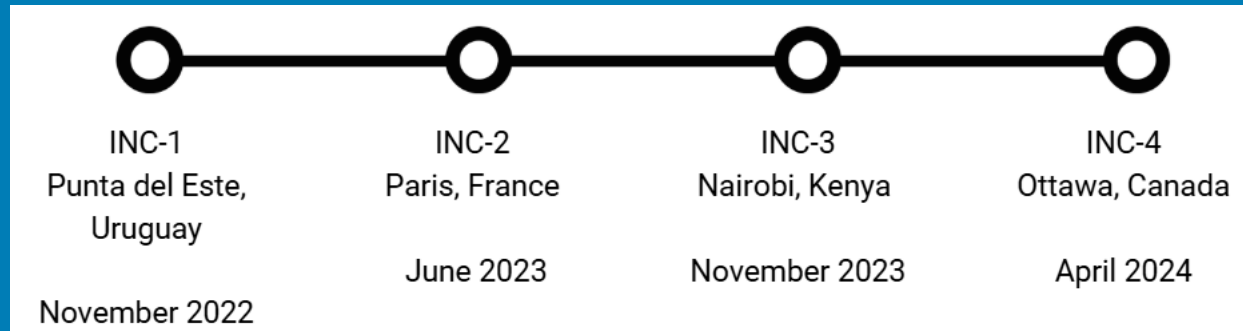 INC-1
Punta del Este,
Uruguay
November 2022
INC-2
Paris, France
June 2023
INC-3
Nairobi, Kenya
November 2023
INC-4
Ottawa, Canada
April 2024